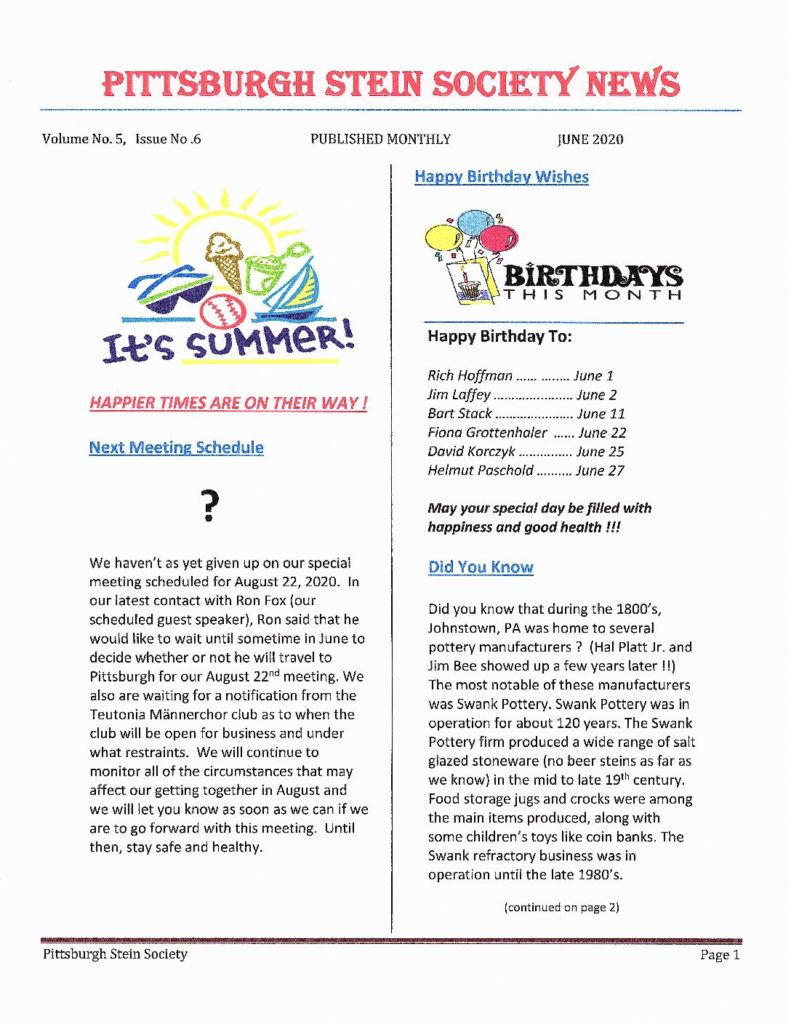 PITTSBURGH STEIN SOCIETY NEWS
Volume No. 5, Issue No .6 PUBLISHED MONTHLY JUNE 2020
IT'S SUMMER!
HAPPIER TIMES ARE ON THEIR WAY !
Next Meeting Schedule
?
We haven't as yet given up on our special
meeting scheduled for August 22, 2020. In
our latest contact with Ron Fox (our
scheduled guest speaker), Ron said that he
would like to wait until sometime in June to
decide whether or not he will travel to
Pittsburgh for our August 22nd meeting. We
also are waiting for a notification from the
Teutonia Männerchor club as to when the
club will be open for business and under
what restraints. We will continue to
monitor all of the circumstances that may
affect our getting together in August and
we will let you know as soon as we can if we
are to go forward with this meeting. Until
then, stay safe and healthy.
Happy Birthday Wishes
BIRTHDAYS
THIS MONTH
Happy Birthday To:
Rich Hoffman ...... ........ June 1
Jim Laffey ...................... June 2
Bart Stack ...................... June 11
Fiona Grottenhaler ...... June 22
David Korczyk ............... June 25
Helmut Paschold .......... June 27
May your special day be filled with
happiness and good health !!!
Did You Know
Did you know that during the 1800's,
Johnstown, PA was home to several
pottery manufacturers ? (Hal Platt Jr. and
Jim Bee showed up a few years later !!)
The most notable of these manufacturers
was Swank Pottery. Swank Pottery was in
operation for about 120 years. The Swank
Pottery firm produced a wide range of salt
glazed stoneware (no beer steins as far as
we know) in the mid to late 19th century.
Food storage jugs and crocks were among
the main items produced, along with
some children's toys like coin banks. The
Swank refractory business was in
operation until the late 1980's.
(continued on page 2)
Pittsburgh Stein Society Page 1